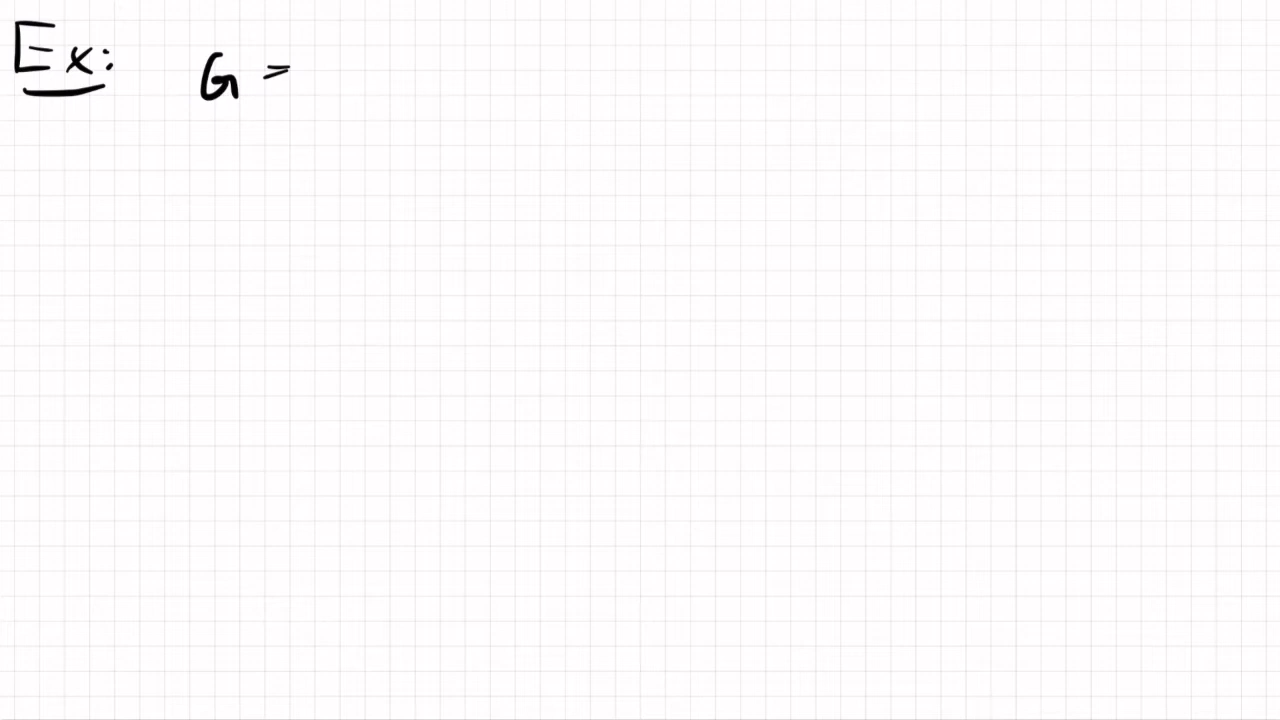 Ex: G =